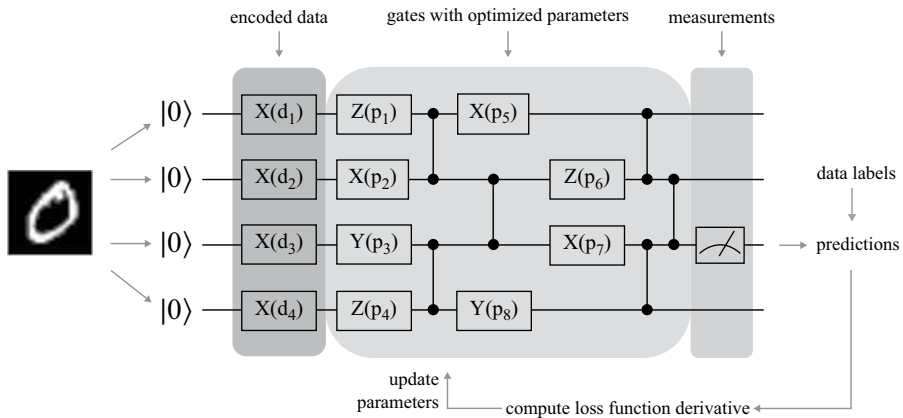 encoded data gates with optimized parameters measurements
|0⟩ X(d₁) Z(p₁) X(p₅)
|0⟩ X(d₂) X(p₂) Z(p₆) data labels
|0⟩ X(d₃) Y(p₃) X(p₇) predictions
|0⟩ X(d₄) Z(p₄) Y(p₈)
update
parameters
compute loss function derivative